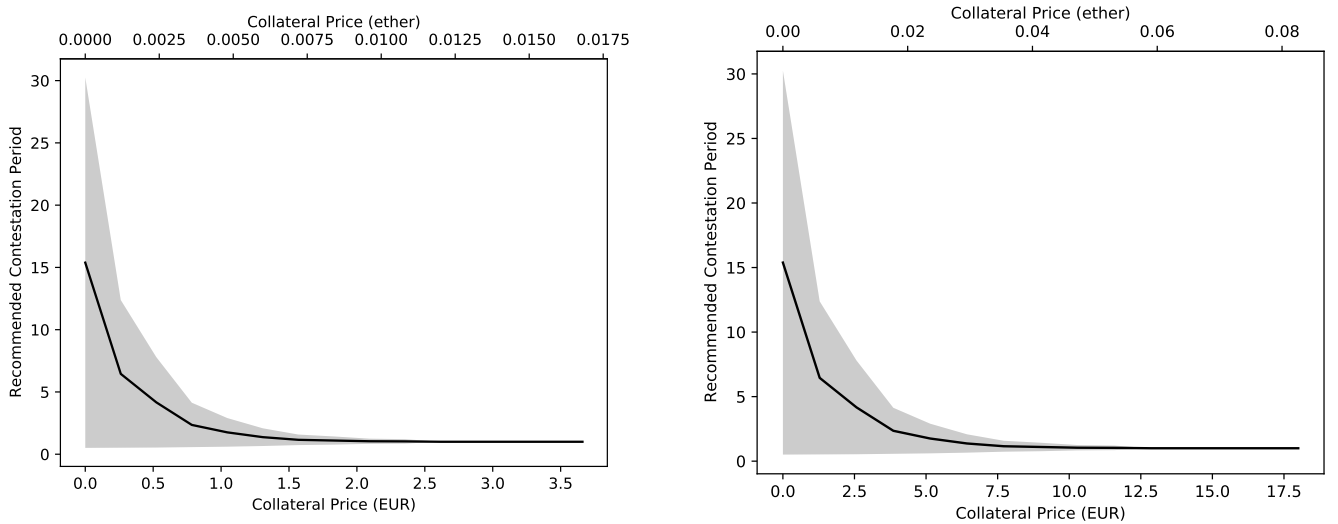 Collateral Price (ether)
0.0000 0.0025 0.0050 0.0075 0.0100 0.0125 0.0150 0.0175
30
25
20
15
10
5
0
Recommended Contestation Period
0.0 0.5 1.0 1.5 2.0 2.5 3.0 3.5
Collateral Price (EUR)
Collateral Price (ether)
0.00 0.02 0.04 0.06 0.08
30
25
20
15
10
5
0
Recommended Contestation Period
0.0 2.5 5.0 7.5 10.0 12.5 15.0 17.5
Collateral Price (EUR)